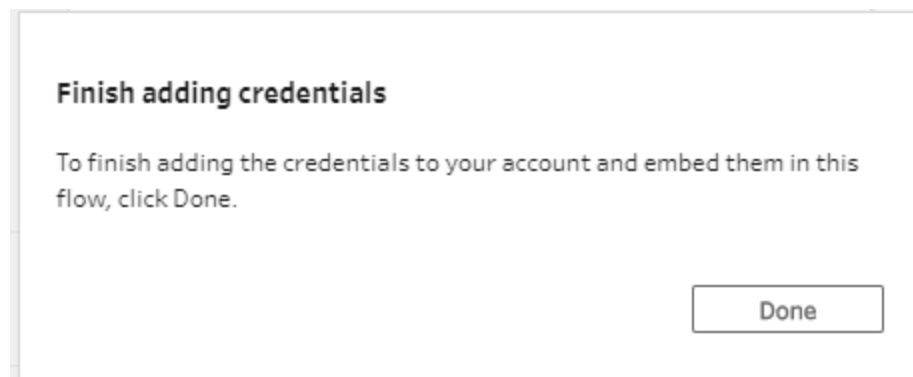 Finish adding credentials
To finish adding the credentials to your account and embed them in this
flow, click Done.
Done